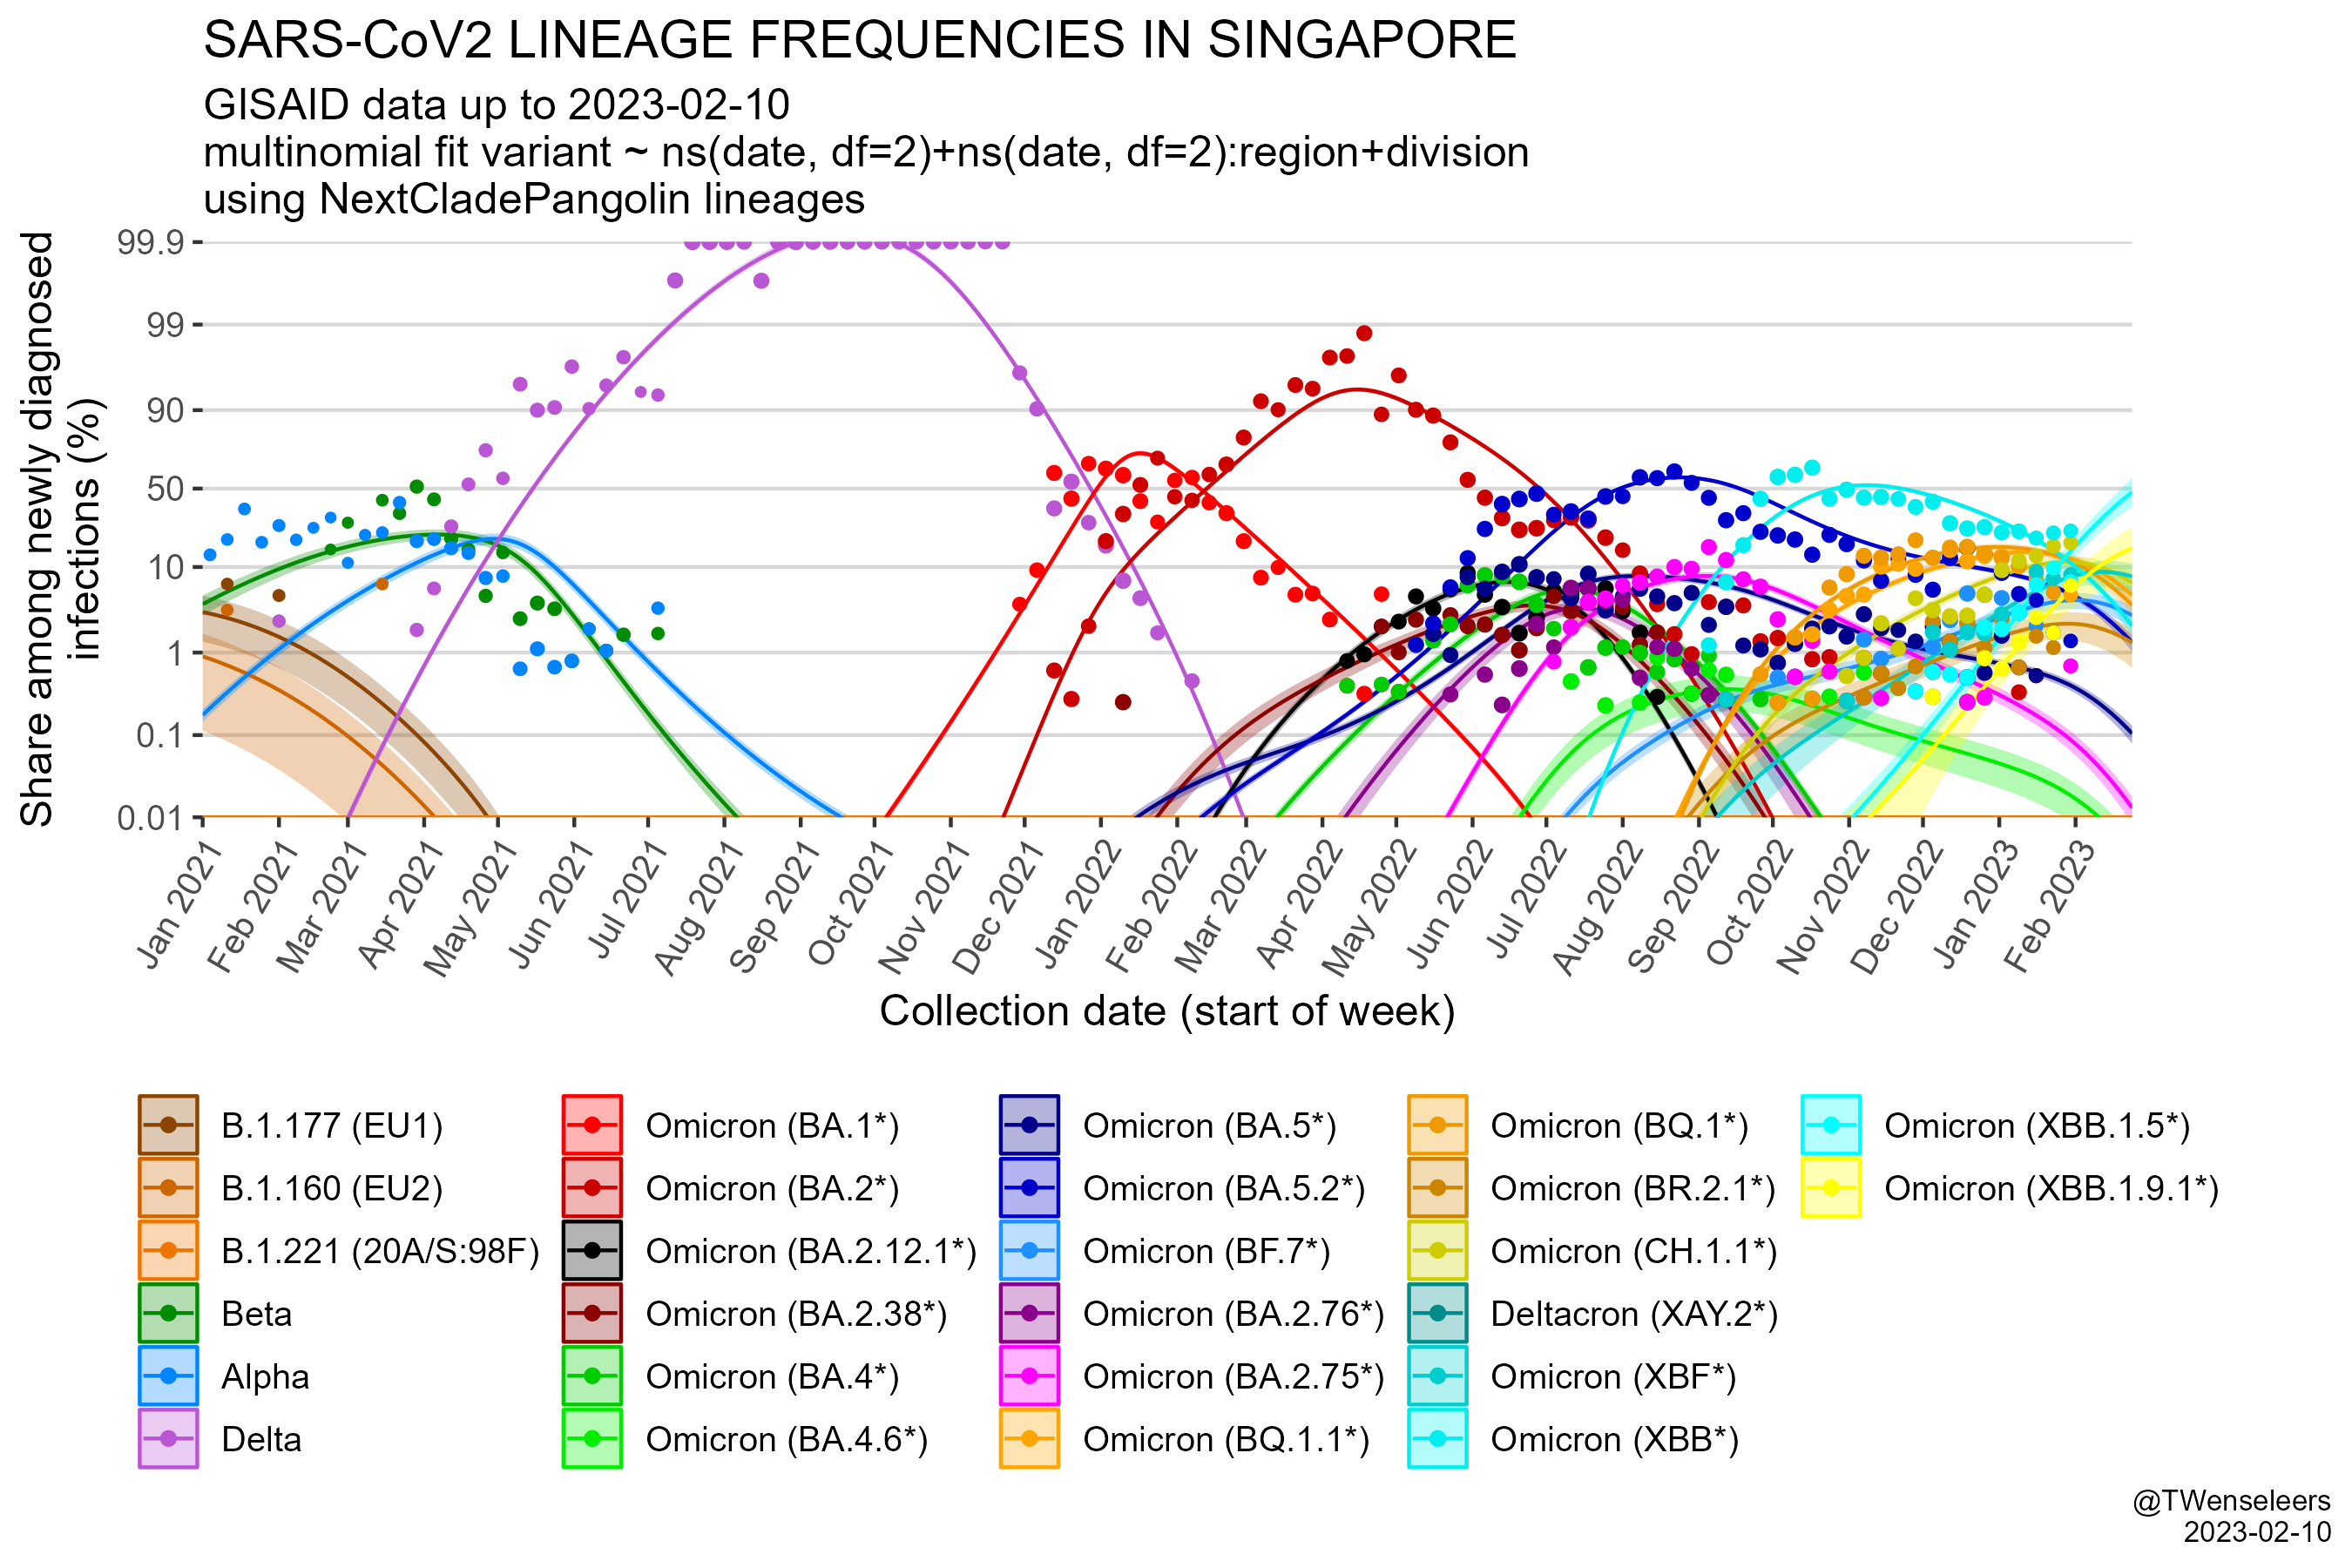 SARS-CoV2 LINEAGE FREQUENCIES IN SINGAPORE
GISAID data up to 2023-02-10
multinomial fit variant ~ ns(date, df=2)+ns(date, df=2):region+division
using NextCladePangolin lineages
Share among newly diagnosed
infections (%)
99.9
99
90
50
10
1
0.1
0.01
Jan 2021
Feb 2021
Mar 2021
Apr 2021
May 2021
Jun 2021
Jul 2021
Aug 2021
Sep 2021
Oct 2021
Nov 2021
Dec 2021
Jan 2022
Feb 2022
Mar 2022
Apr 2022
May 2022
Jun 2022
Jul 2022
Aug 2022
Sep 2022
Oct 2022
Nov 2022
Dec 2022
Jan 2023
Feb 2023
Collection date (start of week)
B.1.177 (EU1)
B.1.160 (EU2)
B.1.221 (20A/S:98F)
Beta
Alpha
Delta
Omicron (BA.1*)
Omicron (BA.2*)
Omicron (BA.2.12.1*)
Omicron (BA.2.38*)
Omicron (BA.4*)
Omicron (BA.4.6*)
Omicron (BA.5*)
Omicron (BA.5.2*)
Omicron (BF.7*)
Omicron (BA.2.76*)
Omicron (BA.2.75*)
Omicron (BQ.1.1*)
Omicron (BQ.1*)
Omicron (BR.2.1*)
Omicron (CH.1.1*)
Deltacron (XAY.2*)
Omicron (XBF*)
Omicron (XBB*)
Omicron (XBB.1.5*)
Omicron (XBB.1.9.1*)
@TWenseleers
2023-02-10